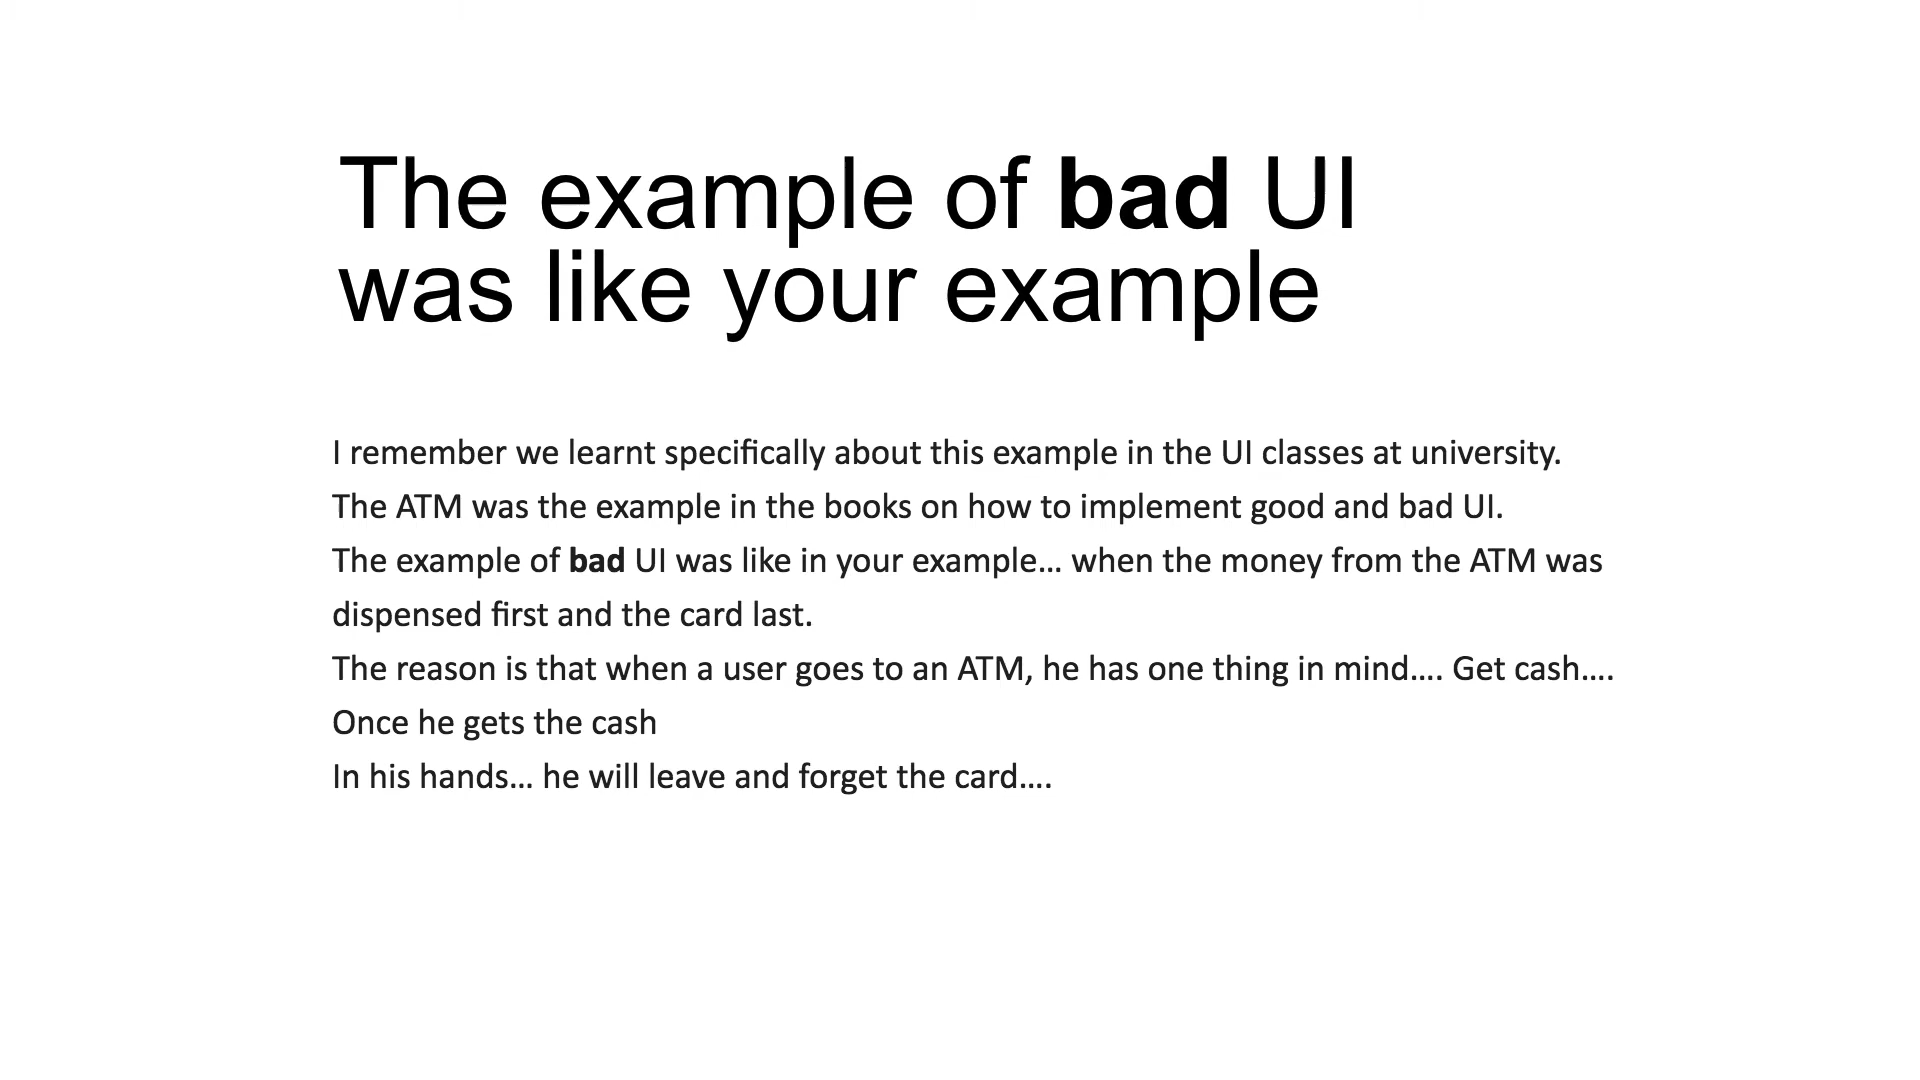 The example of bad UI
was like your example
I remember we learnt specifically about this example in the UI classes at university.
The ATM was the example in the books on how to implement good and bad UI.
The example of bad UI was like in your example... when the money from the ATM was
dispensed first and the card last.
The reason is that when a user goes to an ATM, he has one thing in mind.... Get cash....
Once he gets the cash
In his hands... he will leave and forget the card....